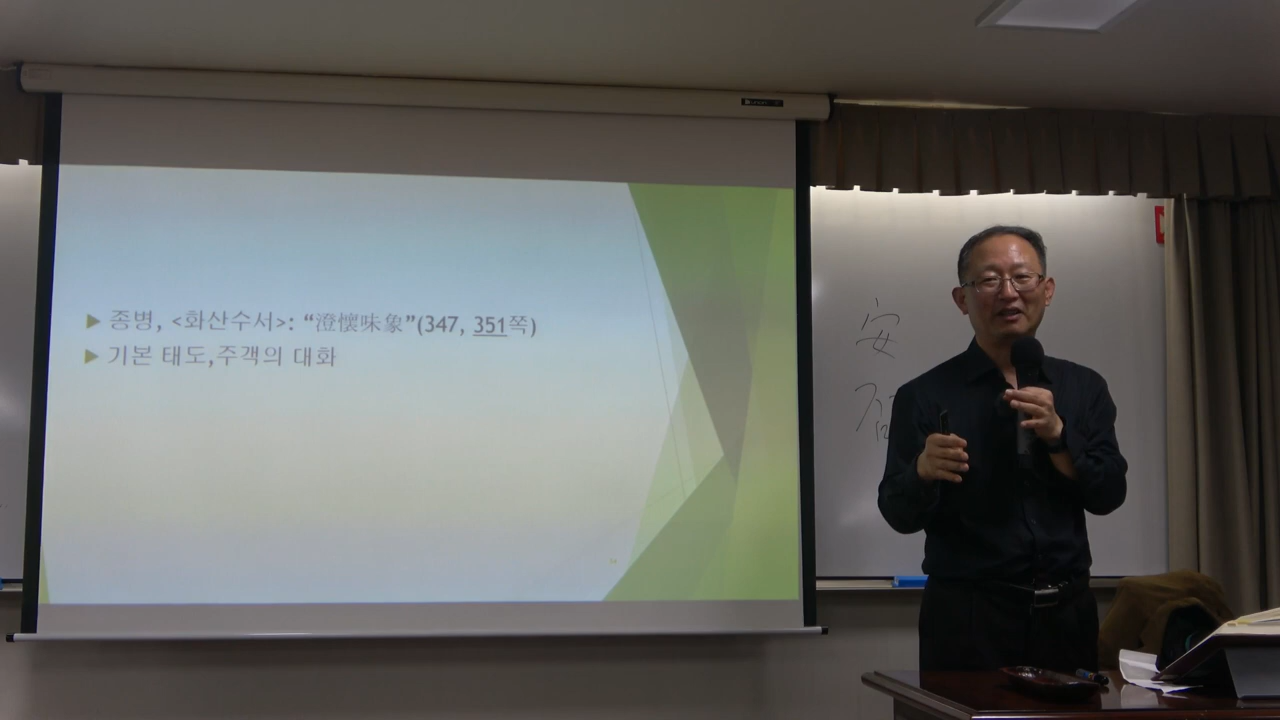 ▶ 종병, <화산수서>: “澄懷味象”(347, 351쪽)
▶ 기본 태도,주객의 대화
安